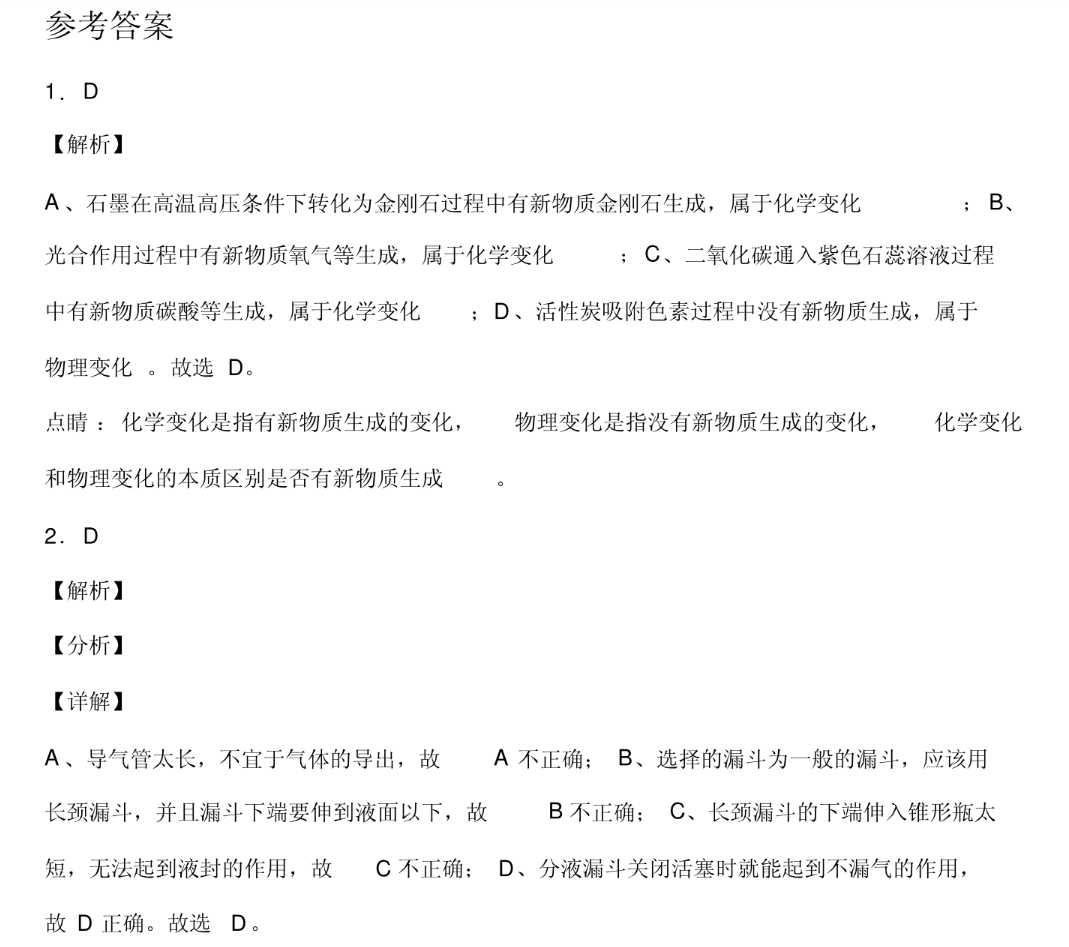 参考答案
1. D
【解析】
A、石墨在高温高压条件下转化为金刚石过程中有新物质金刚石生成，属于化学变化；B、
光合作用过程中有新物质氧气等生成，属于化学变化；C、二氧化碳通入紫色石蕊溶液过程
中有新物质碳酸等生成，属于化学变化；D、活性炭吸附色素过程中没有新物质生成，属于
物理变化。故选 D。
点睛：化学变化是指有新物质生成的变化，物理变化是指没有新物质生成的变化，化学变化
和物理变化的本质区别是否有新物质生成。
2. D
【解析】
【分析】
【详解】
A、导气管太长，不宜于气体的导出，故 A 不正确；B、选择的漏斗为一般的漏斗，应该用
长颈漏斗，并且漏斗下端要伸到液面以下，故 B 不正确；C、长颈漏斗的下端伸入锥形瓶太
短，无法起到液封的作用，故 C 不正确；D、分液漏斗关闭活塞时就能起到不漏气的作用，
故 D 正确。故选 D。